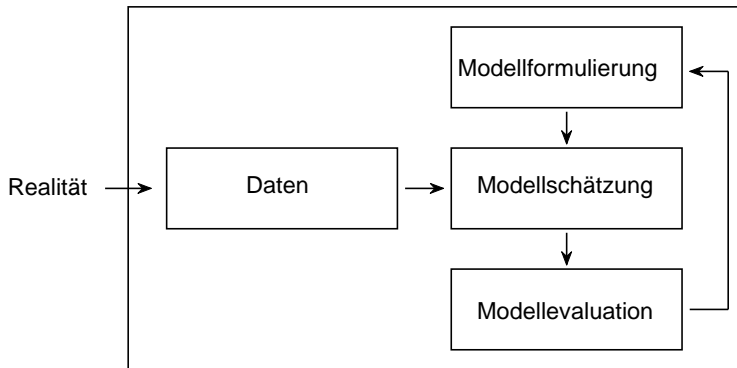 Modellformulierung
Realität
Daten
Modellschätzung
Modellevaluation